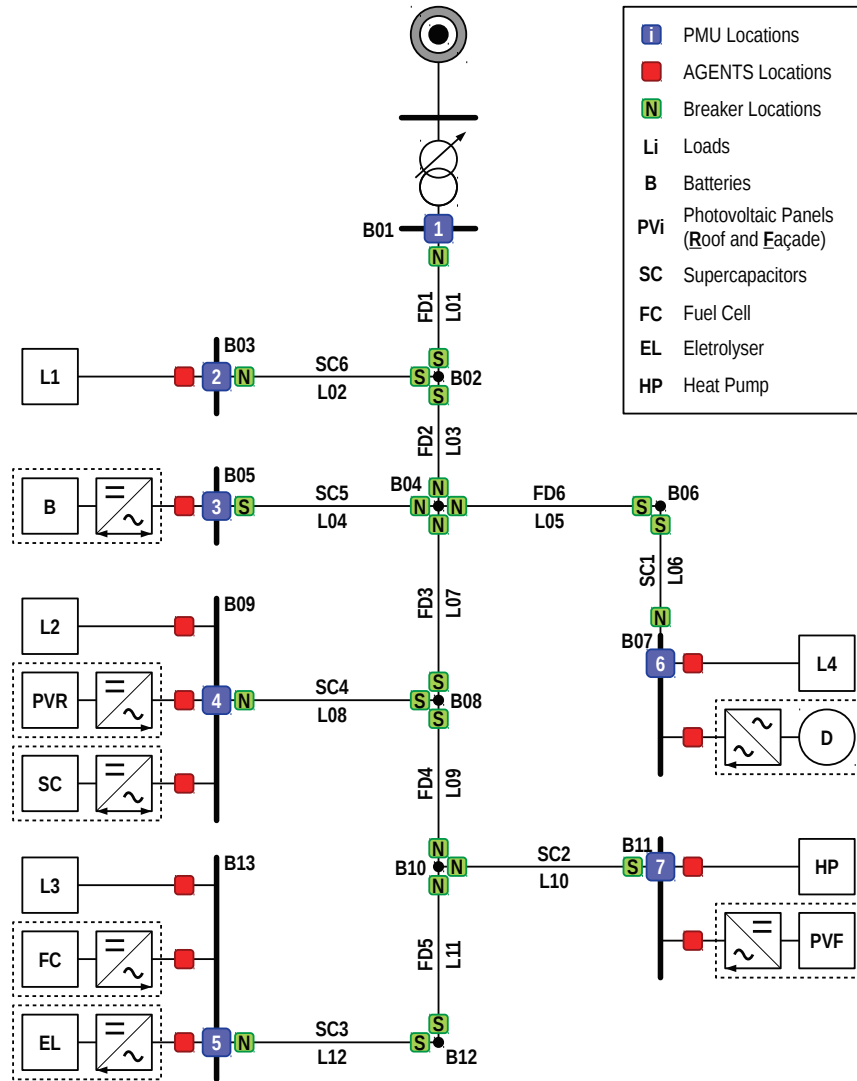 i PMU Locations
AGENTS Locations
N Breaker Locations
Li Loads
B Batteries
PVi Photovoltaic Panels
(Roof and Façade)
SC Supercapacitors
FC Fuel Cell
EL Eletrolyser
HP Heat Pump
B01
1
N
FD1
L01
B03
L1
2
N
SC6
L02
S
S
S
B02
FD2
L03
B05
B
3
S
SC5
L04
B04
N
N
N
N
FD6
L05
S
B06
S
SC1
L06
N
B07
6
L4
D
FD3
L07
B09
L2
PVR
4
N
SC4
L08
S
S
S
B08
SC
FD4
L09
B10
N
N
N
SC2
L10
B11
S
7
HP
PVF
B13
L3
FC
FD5
L11
EL
5
N
SC3
L12
S
S
B12